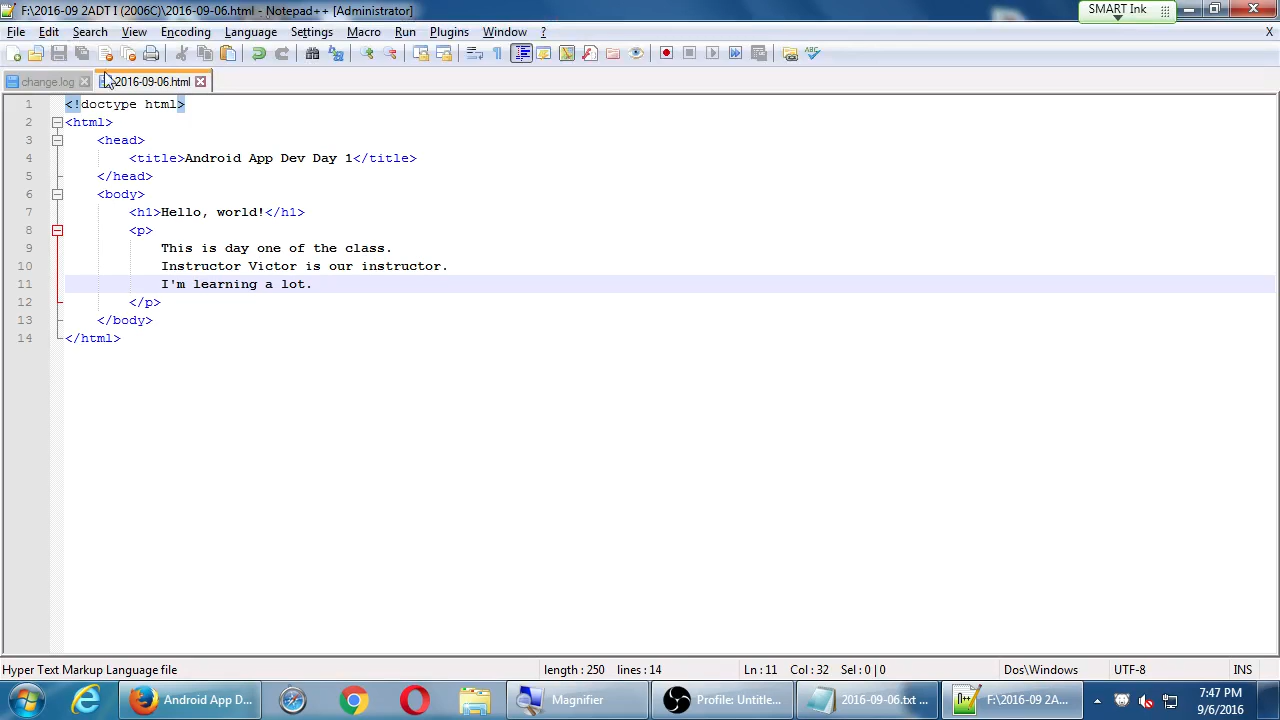 F:\2016-09 2ADT I (2006C)\2016-09-06.html - Notepad++ [Administrator]
SMART Ink
File Edit Search View Encoding Language Settings Macro Run Plugins Window ? X
change.log 2016-09-06.html
1 <!doctype html>
2 <html>
3 <head>
4 <title>Android App Dev Day 1</title>
5 </head>
6 <body>
7 <h1>Hello, world!</h1>
8 <p>
9 This is day one of the class.
10 Instructor Victor is our instructor.
11 I'm learning a lot.
12 </p>
13 </body>
14 </html>
Hyper Text Markup Language file length : 250 lines : 14 Ln : 11 Col : 32 Sel : 0 | 0 Dos\Windows UTF-8 INS
Android App D... Magnifier Profile: Untitle... 2016-09-06.txt ... F:\2016-09 2A... 7:47 PM
9/6/2016